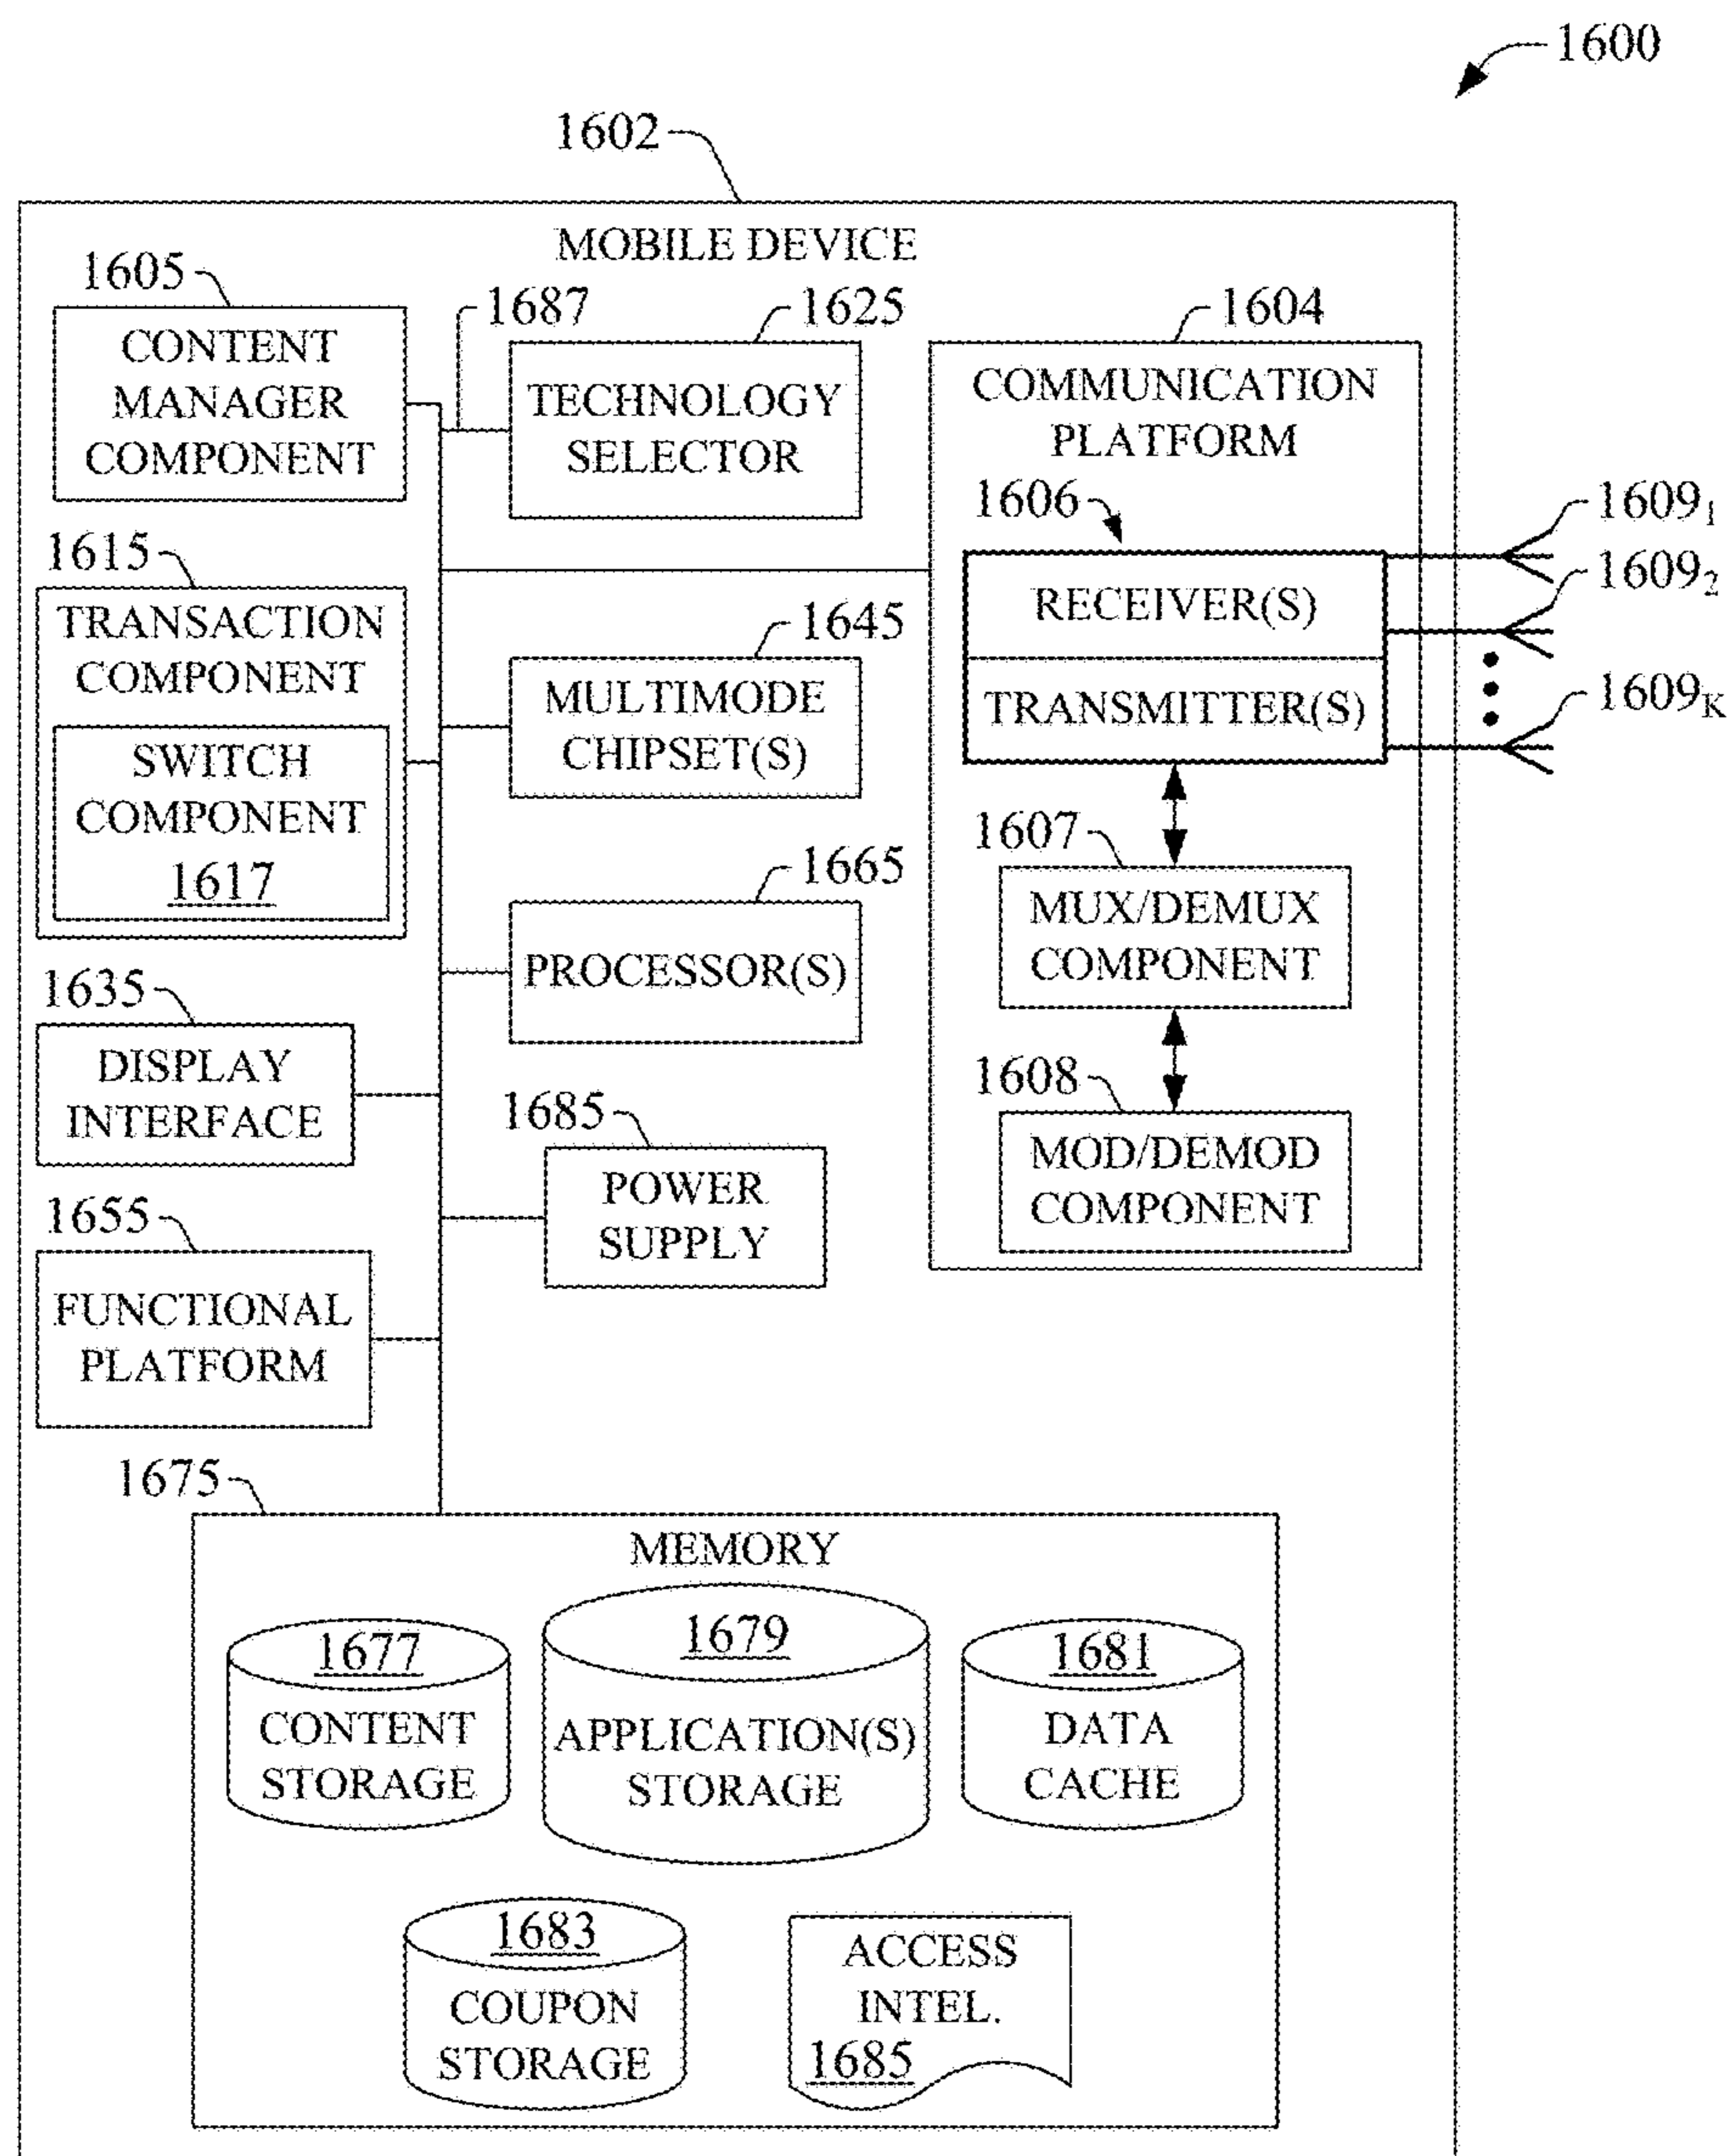 1600
1602
MOBILE DEVICE
1605
CONTENT
MANAGER
COMPONENT
1687
1625
TECHNOLOGY
SELECTOR
1604
COMMUNICATION
PLATFORM
1606
RECEIVER(S)
TRANSMITTER(S)
1609₁
1609₂
1609K
1615
TRANSACTION
COMPONENT
SWITCH
COMPONENT
1617
1645
MULTIMODE
CHIPSET(S)
1607
MUX/DEMUX
COMPONENT
1665
PROCESSOR(S)
1635
DISPLAY
INTERFACE
1608
MOD/DEMOD
COMPONENT
1685
POWER
SUPPLY
1655
FUNCTIONAL
PLATFORM
1675
MEMORY
1677
CONTENT
STORAGE
1679
APPLICATION(S)
STORAGE
1681
DATA
CACHE
1683
COUPON
STORAGE
ACCESS
INTEL.
1685